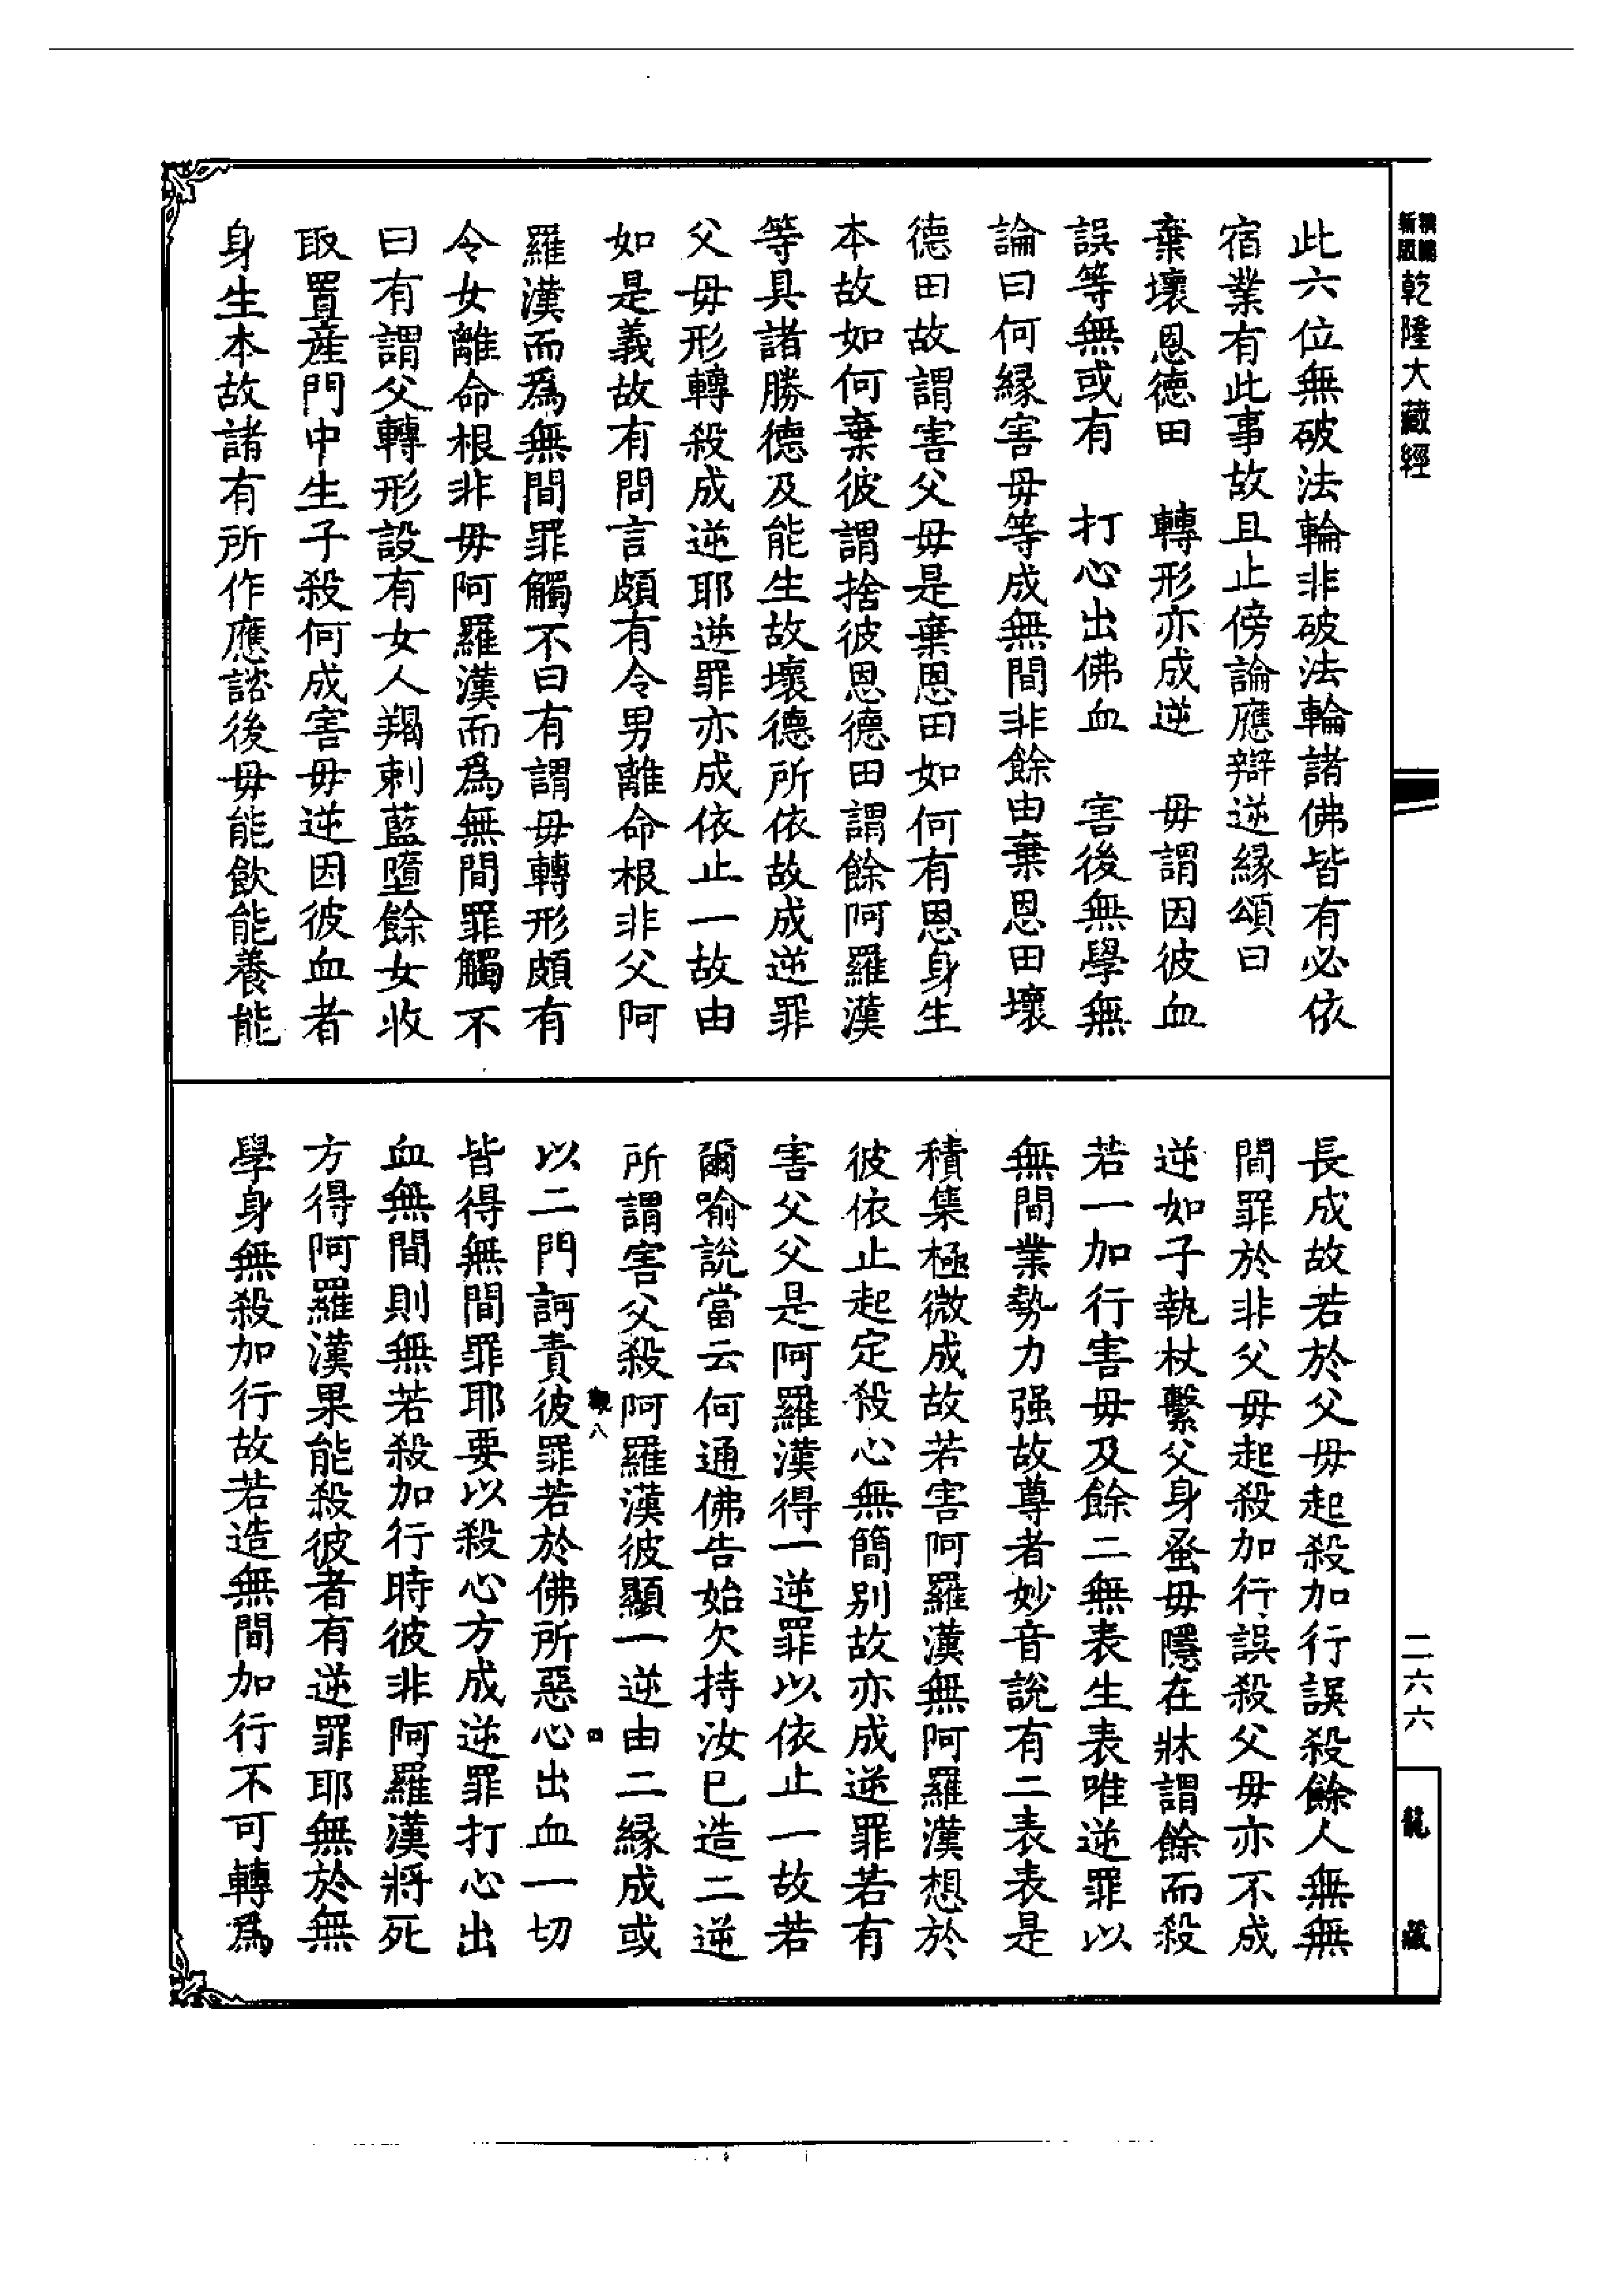 新版精編
乾隆大藏經
此六位無破法輪非破法輪諸佛皆有必依
宿業有此事故且止傍論應辯逆緣頌曰
棄壞恩德田　轉形亦成逆　毋謂因彼血
誤等無或有　打心出佛血　害後無學無
論曰何緣害毋等成無間非餘由棄恩田壞
德田故謂害父毋是棄恩田如何有恩身生
本故如何棄彼謂捨彼恩德田謂餘阿羅漢
等具諸勝德及能生故壞德所依故成逆罪
父毋形轉殺成逆耶逆罪亦成依止一故由
如是義故有問言頗有令男離命根非父阿
羅漢而爲無間罪觸不曰有謂毋轉形頗有
令女離命根非毋阿羅漢而爲無間罪觸不
曰有謂父轉形設有女人羯剌藍墮餘女收
取置產門中生子殺何成害毋逆因彼血者
身生本故諸有所作應諮後毋能飲能養能
長成故若於父毋起殺加行誤殺餘人無無
間罪於非父毋起殺加行誤殺父毋亦不成
逆如子執杖擊父身蚤毋隱在牀謂餘而殺
若一加行害毋及餘二無表生表唯逆罪以
無間業勢力强故尊者妙音說有二表表是
積集極微成故若害阿羅漢無阿羅漢想於
彼依止起定殺心無簡別故亦成逆罪若有
害父父是阿羅漢得一逆罪以依止一故若
爾喻說當云何通佛告始欠持汝已造二逆
所謂害父殺阿羅漢彼顯一逆由二緣成或
以二門訶責彼罪若於佛所惡心出血一切
皆得無間罪耶要以殺心方成逆罪打心出
血無間則無若殺加行時彼非阿羅漢將死
方得阿羅漢果能殺彼者有逆罪耶無於無
學身無殺加行故若造無間加行不可轉爲
二六六
龍藏